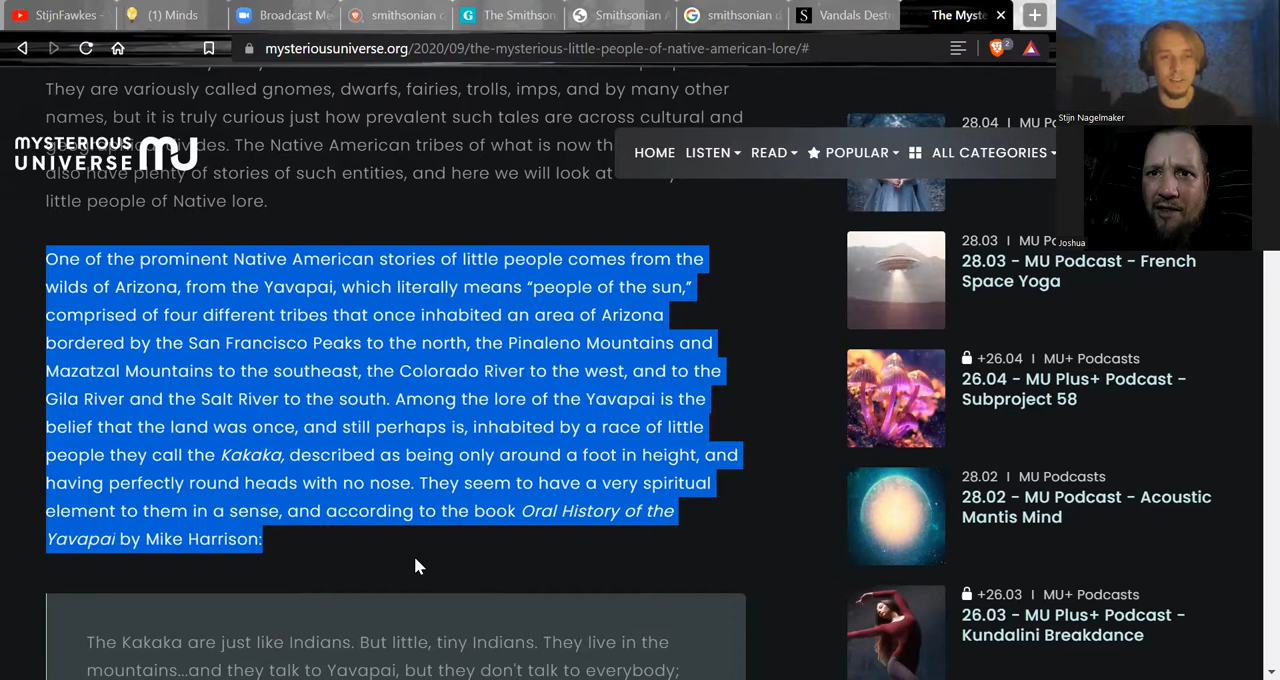 StijnFawkes -
(1) Minds
Broadcast Me
smithsonian c
The Smithson
Smithsonian A
smithsonian d
Vandals Destr
The Myste
mysteriousuniverse.org/2020/09/the-mysterious-little-people-of-native-american-lore/#
2
They are variously called gnomes, dwarfs, fairies, trolls, imps, and by many other
names, but it is truly curious just how prevalent such tales are across cultural and
The Native American tribes of what is now th
also have plenty of stories of such entities, and here we will look at
little people of Native lore.
MYSTERIOUS
UNIVERSE
HOME LISTEN READ POPULAR ALL CATEGORIES
One of the prominent Native American stories of little people comes from the
wilds of Arizona, from the Yavapai, which literally means “people of the sun,”
comprised of four different tribes that once inhabited an area of Arizona
bordered by the San Francisco Peaks to the north, the Pinaleno Mountains and
Mazatzal Mountains to the southeast, the Colorado River to the west, and to the
Gila River and the Salt River to the south. Among the lore of the Yavapai is the
belief that the land was once, and still perhaps is, inhabited by a race of little
people they call the Kakaka, described as being only around a foot in height, and
having perfectly round heads with no nose. They seem to have a very spiritual
element to them in a sense, and according to the book Oral History of the
Yavapai by Mike Harrison:
The Kakaka are just like Indians. But little, tiny Indians. They live in the
mountains...and they talk to Yavapai, but they don't talk to everybody;
28.04 | MU Po
28.03 | MU Po
28.03 - MU Podcast - French
Space Yoga
+26.04 | MU+ Podcasts
26.04 - MU Plus+ Podcast -
Subproject 58
28.02 | MU Podcasts
28.02 - MU Podcast - Acoustic
Mantis Mind
+26.03 | MU+ Podcasts
26.03 - MU Plus+ Podcast -
Kundalini Breakdance
Stijn Nagelmaker
Joshua